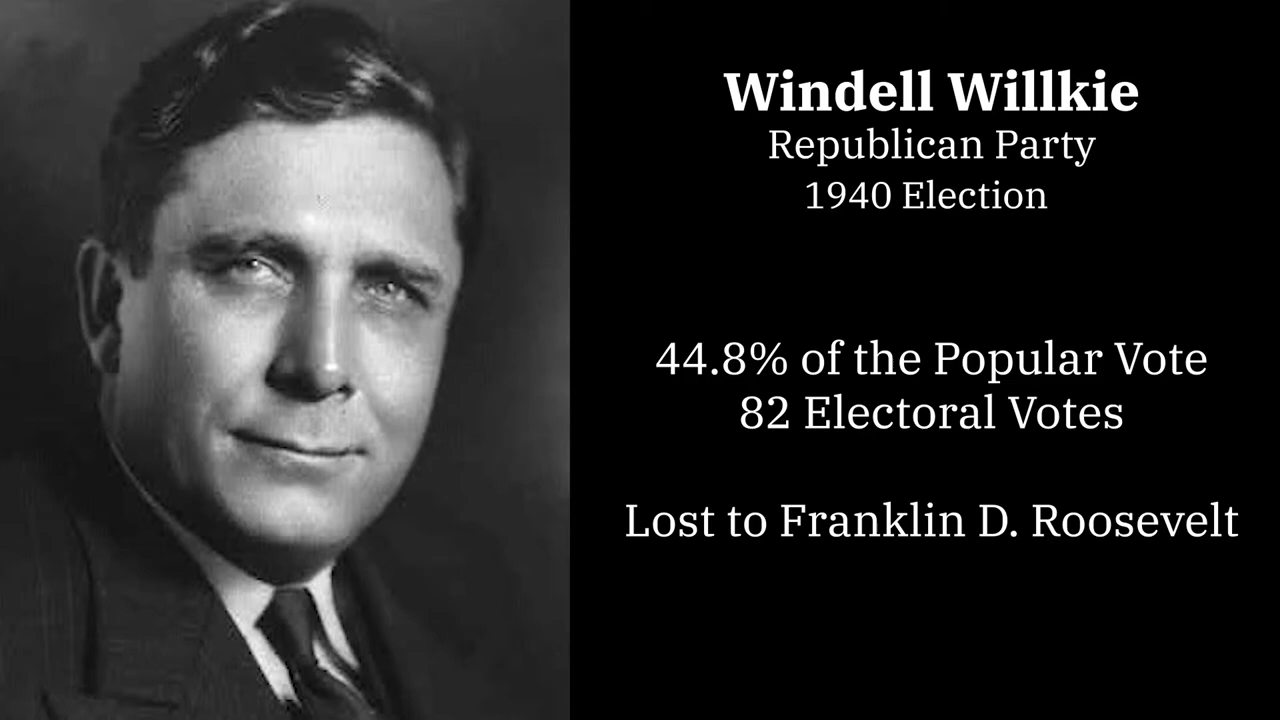 Windell Willkie
Republican Party
1940 Election
44.8% of the Popular Vote
82 Electoral Votes
Lost to Franklin D. Roosevelt